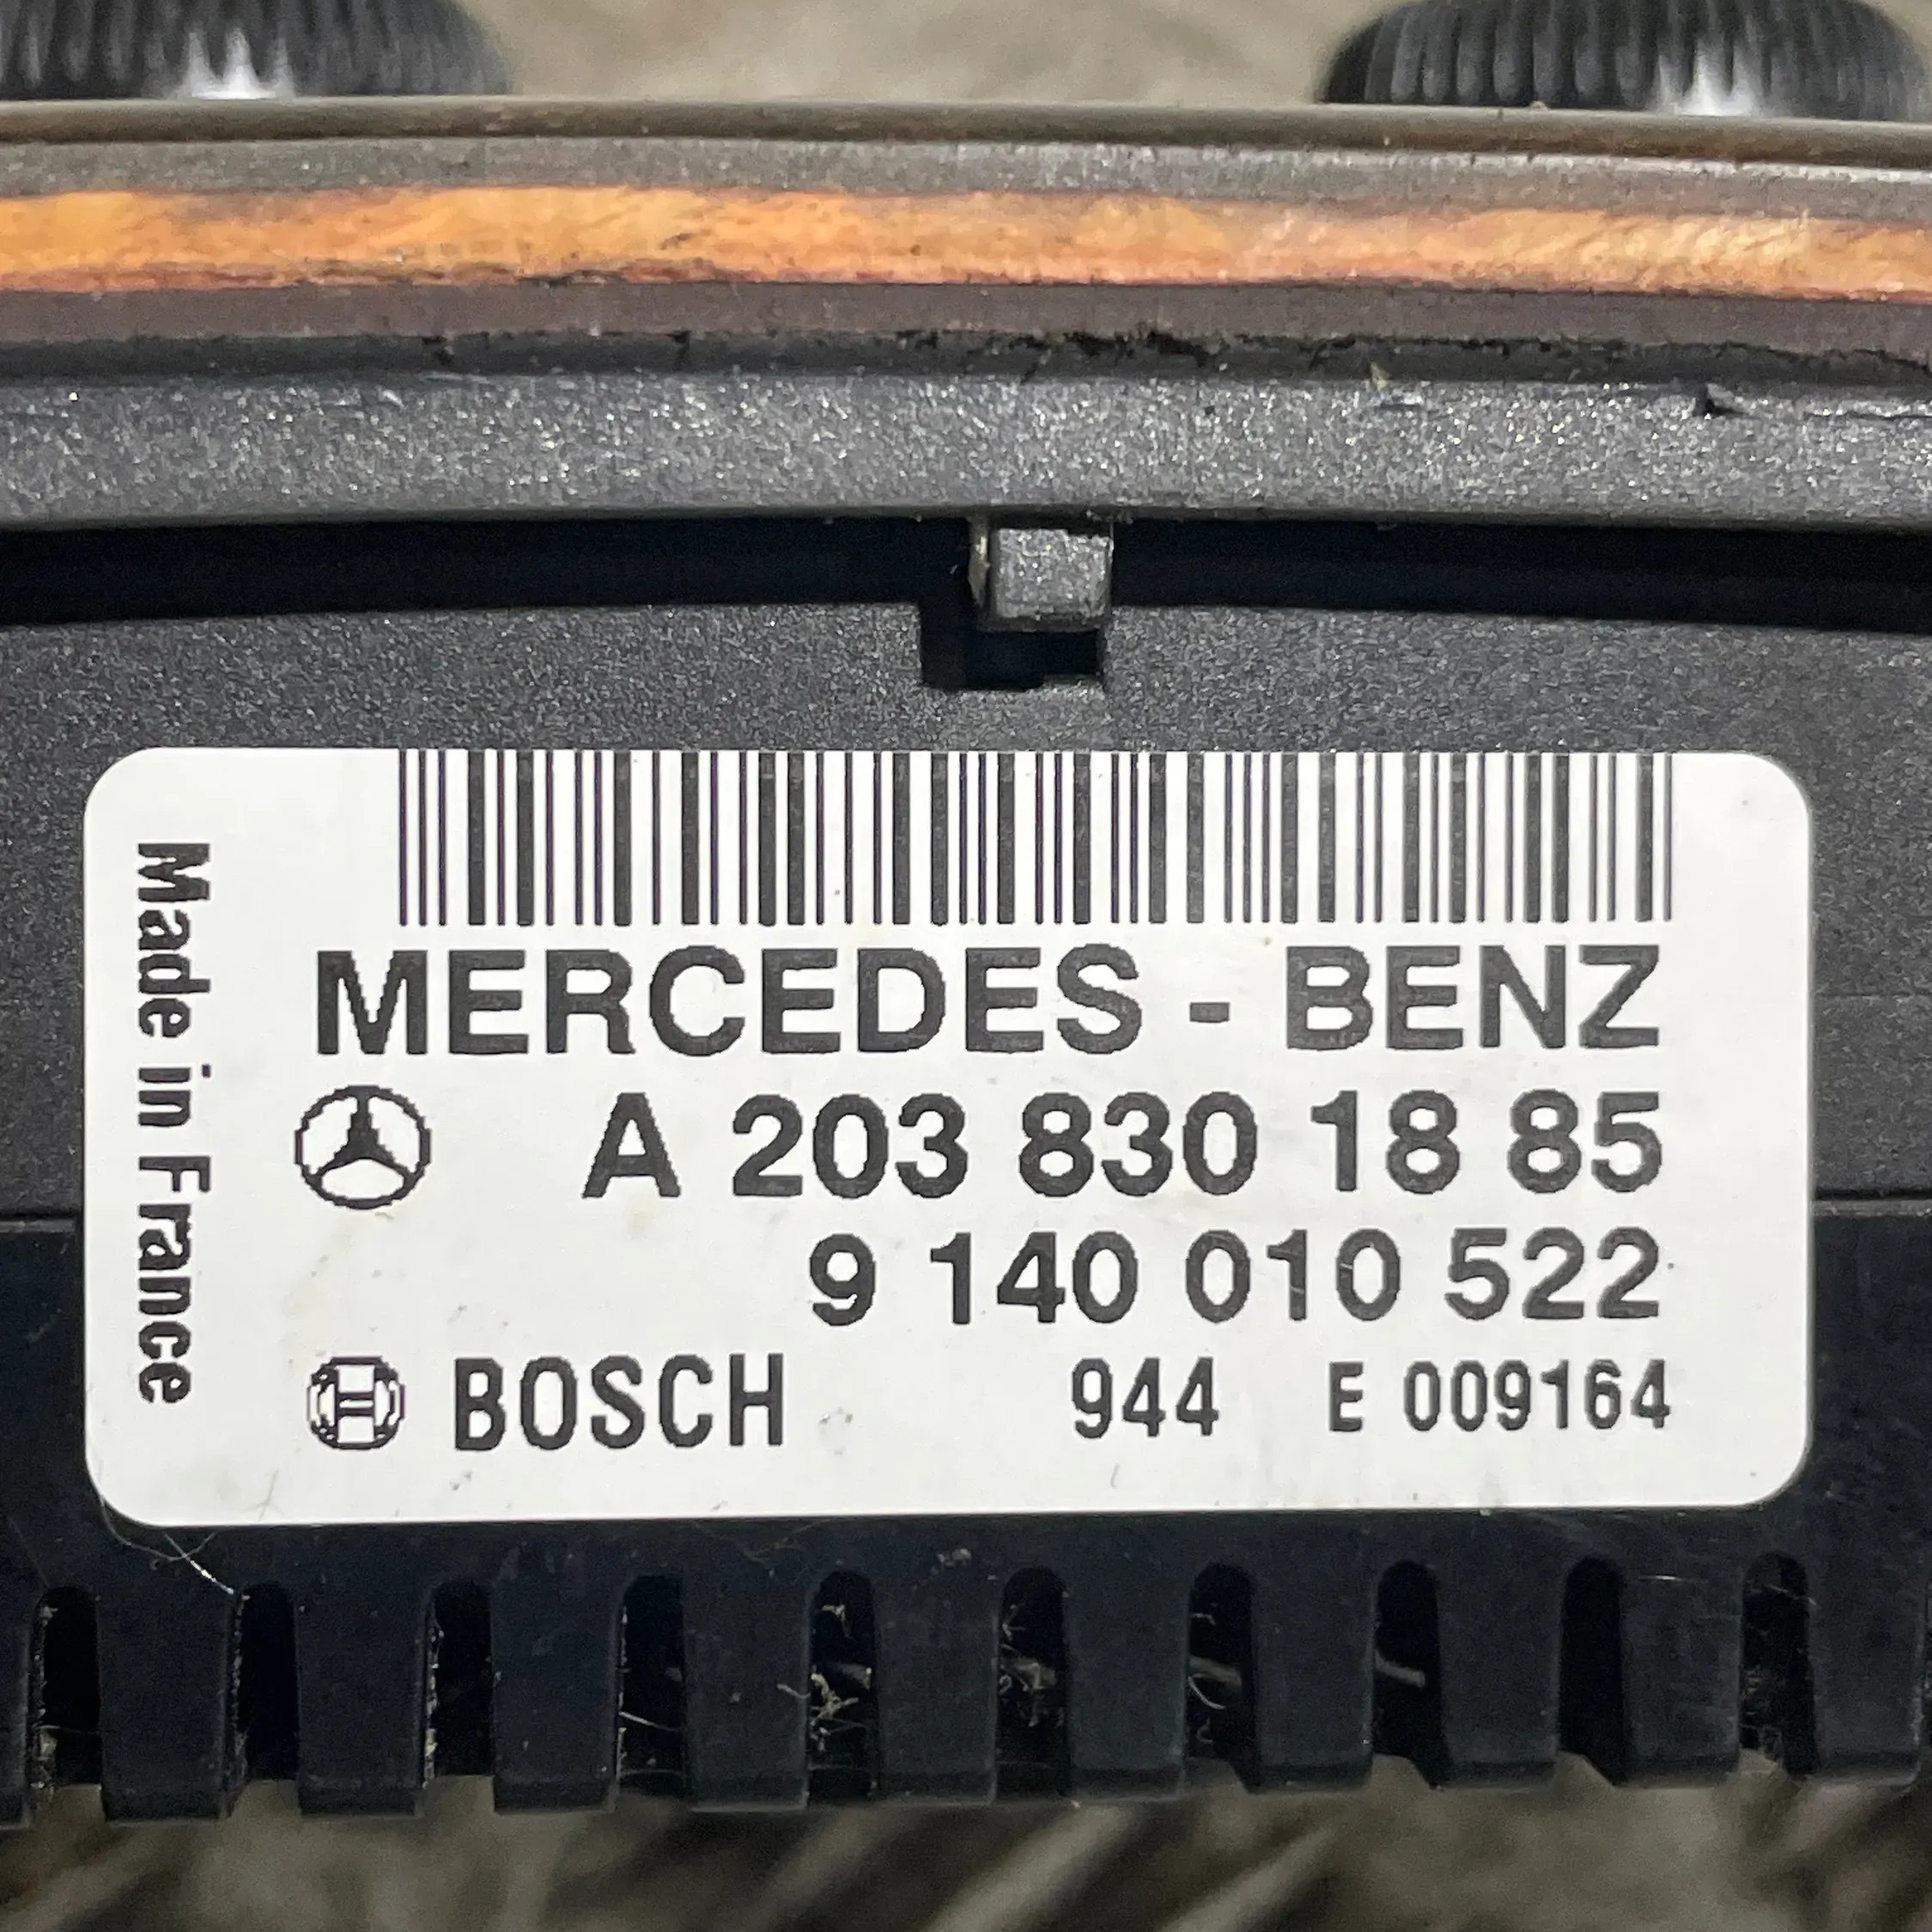 Made in France
MERCEDES - BENZ
A 203 830 18 85
9 140 010 522
BOSCH 944 E 009164